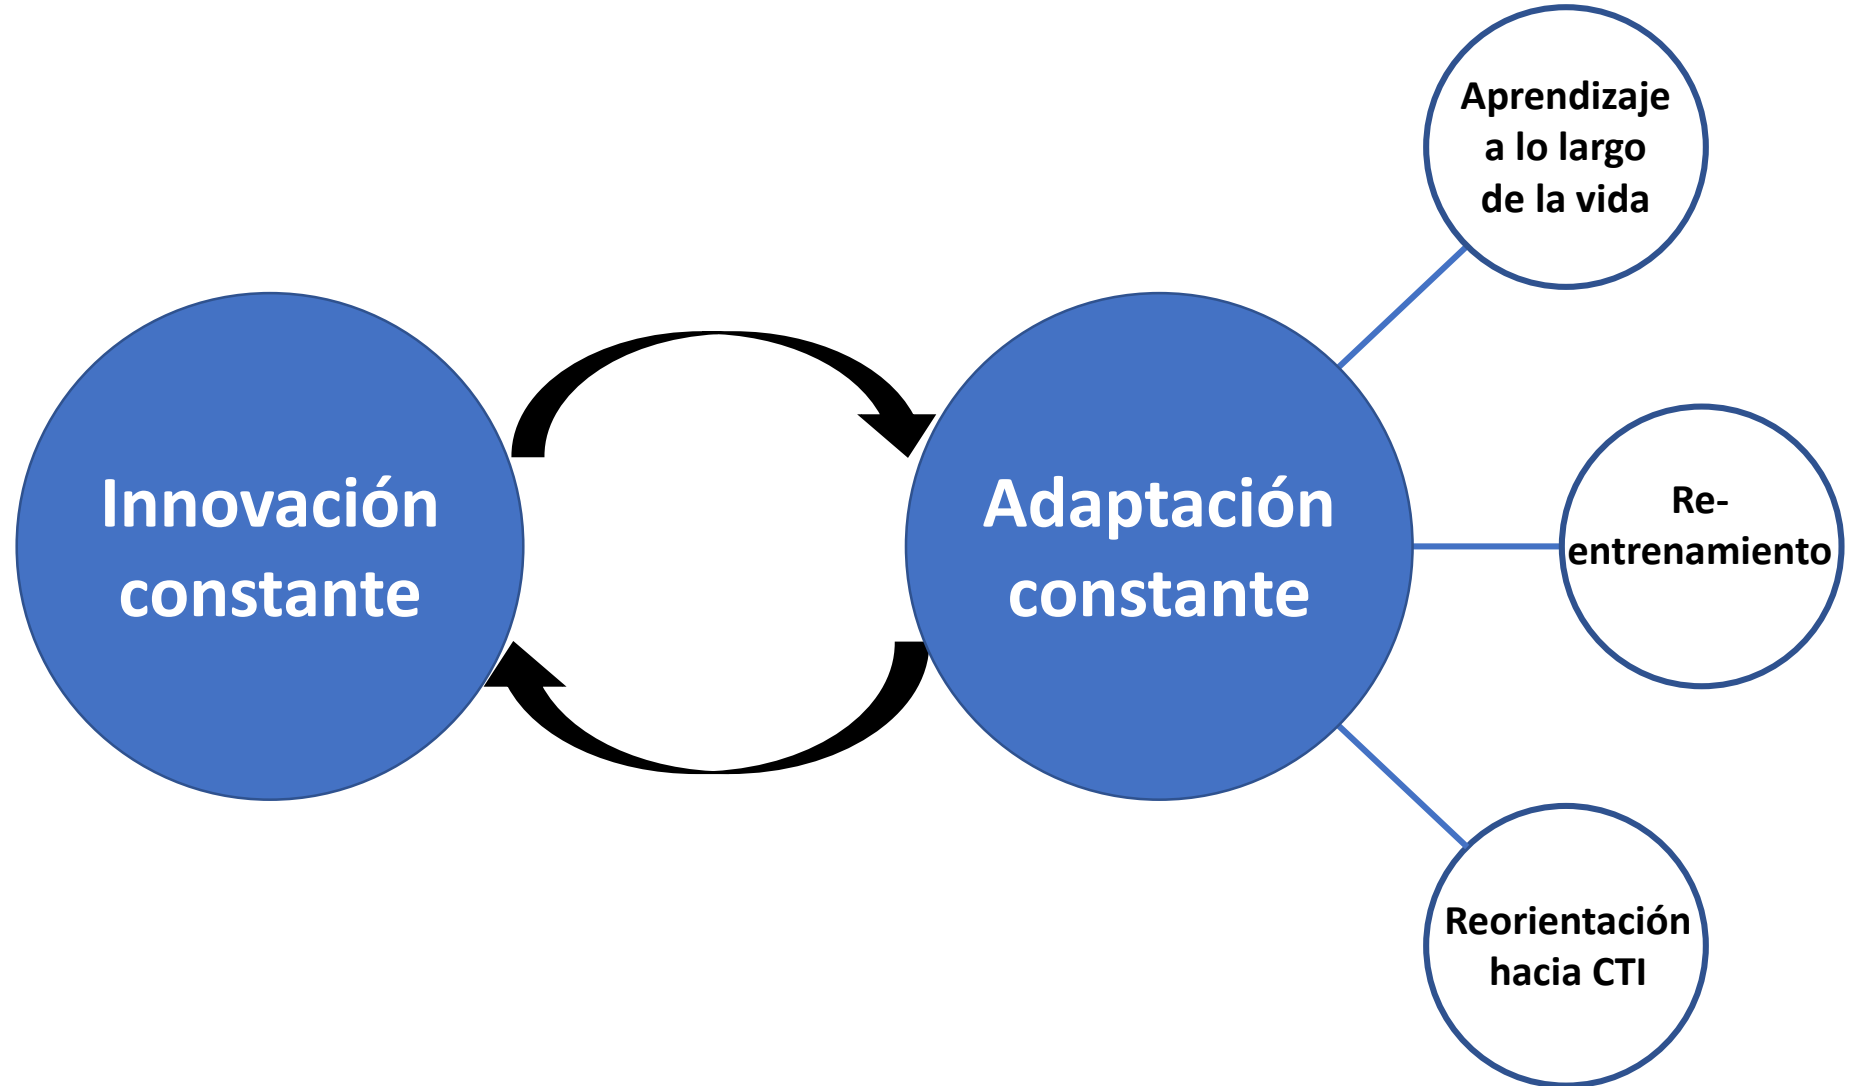 Innovación
constante
Adaptación
constante
Aprendizaje
a lo largo
de la vida
Re-
entrenamiento
Reorientación
hacia CTI